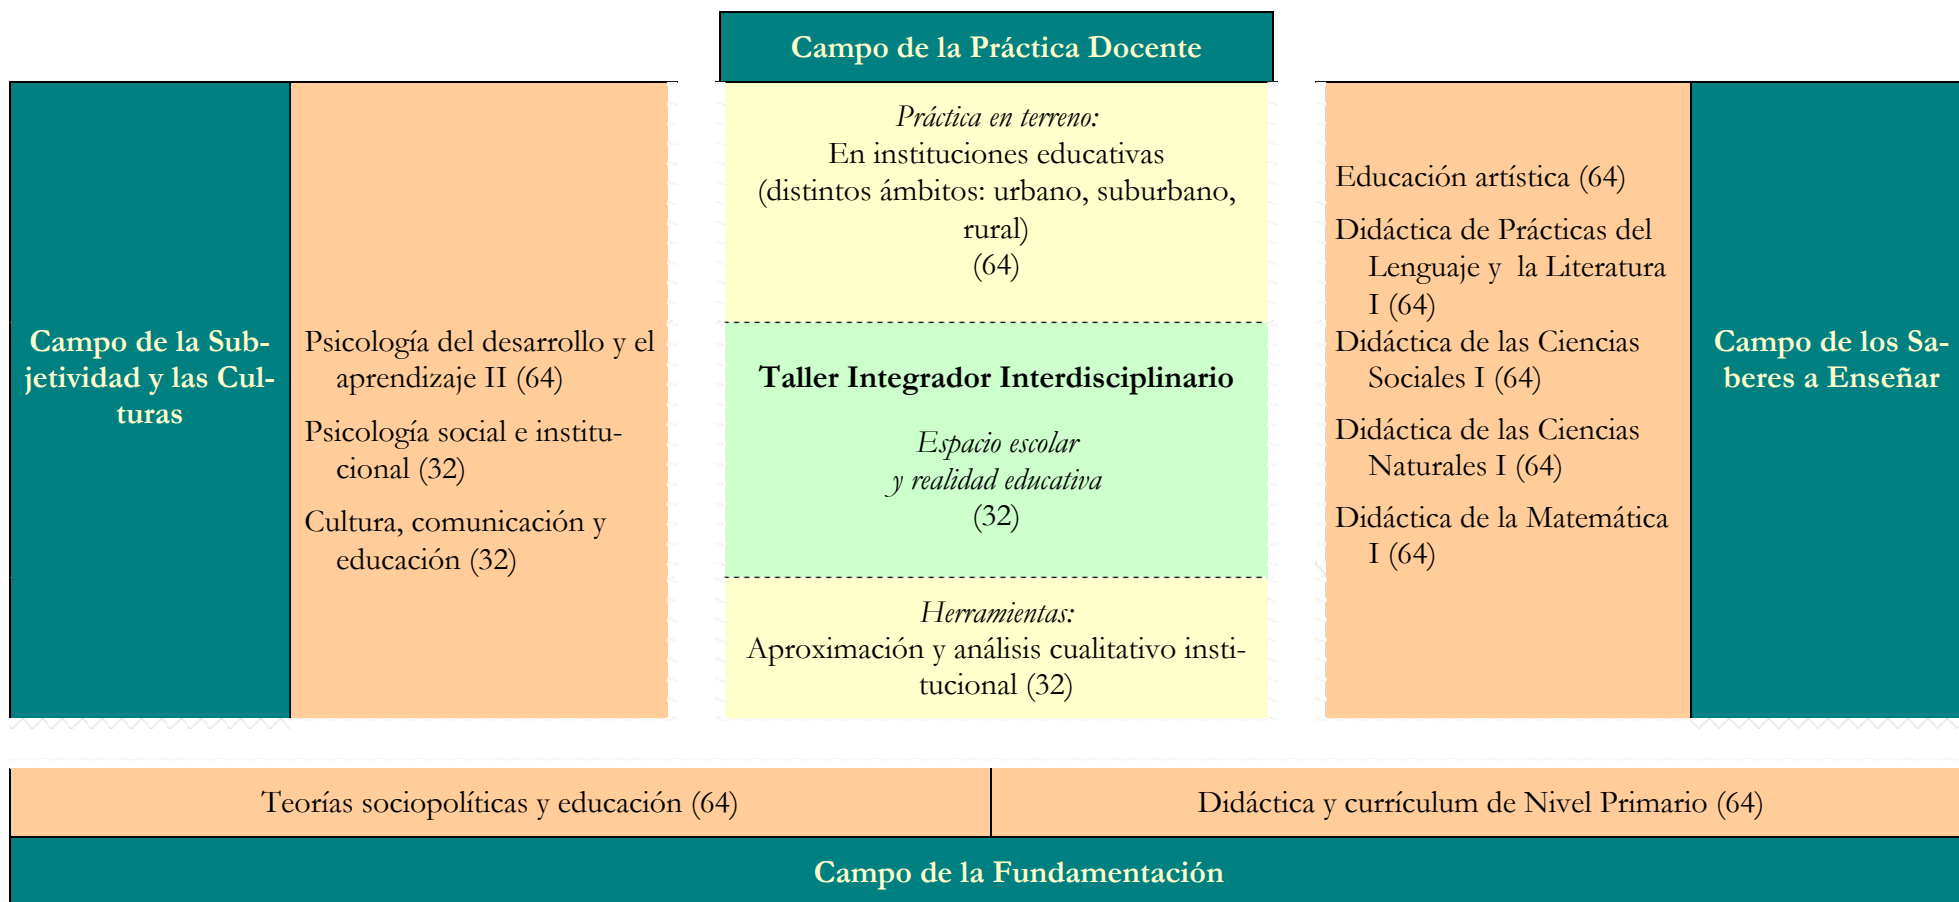 Campo de la Práctica Docente
Campo de la Sub-
jetividad y las Cul-
turas
Psicología del desarrollo y el
aprendizaje II (64)
Psicología social e institu-
cional (32)
Cultura, comunicación y
educación (32)
Práctica en terreno:
En instituciones educativas
(distintos ámbitos: urbano, suburbano,
rural)
(64)
Taller Integrador Interdisciplinario
Espacio escolar
y realidad educativa
(32)
Herramientas:
Aproximación y análisis cualitativo insti-
tucional (32)
Educación artística (64)
Didáctica de Prácticas del
Lenguaje y  la Literatura
I (64)
Didáctica de las Ciencias
Sociales I (64)
Didáctica de las Ciencias
Naturales I (64)
Didáctica de la Matemática
I (64)
Campo de los Sa-
beres a Enseñar
Teorías sociopolíticas y educación (64)
Didáctica y currículum de Nivel Primario (64)
Campo de la Fundamentación